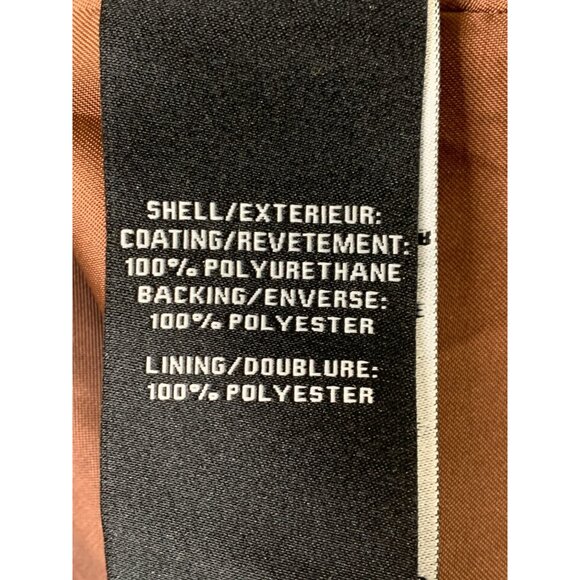 SHELL/EXTERIEUR:
COATING/REVETEMENT:
100% POLYURETHANE
BACKING/ENVERSE:
100% POLYESTER
LINING/DOUBLURE:
100% POLYESTER